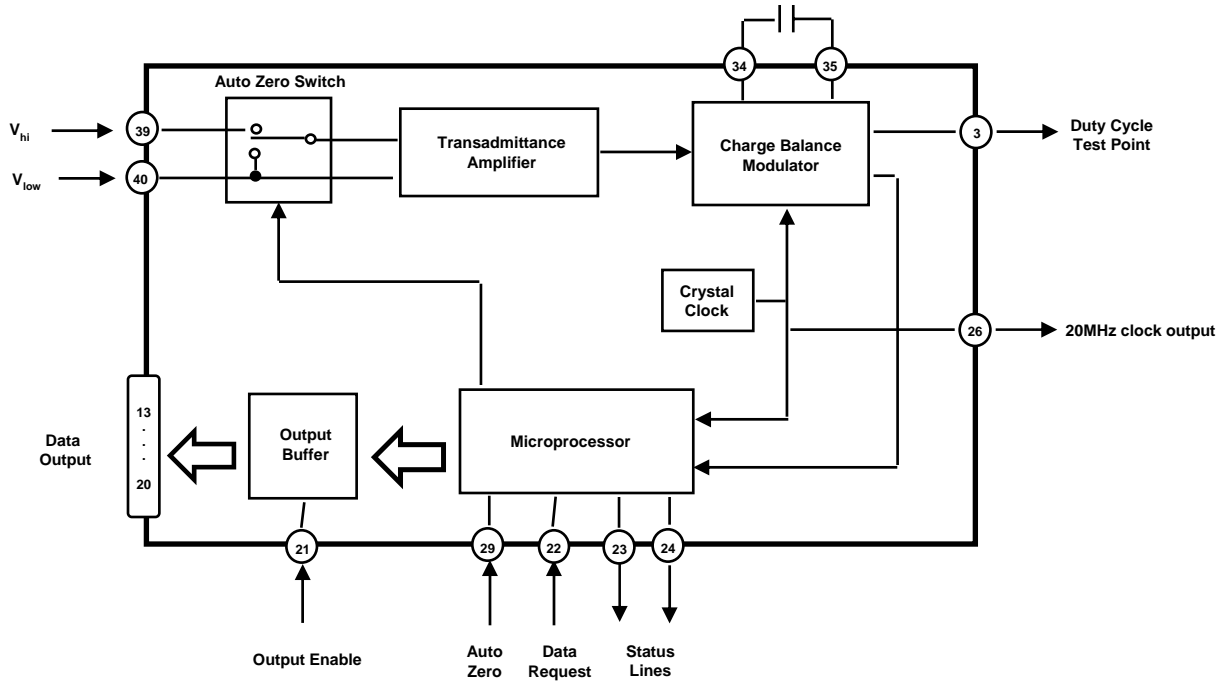 34
35
Auto Zero Switch
Vhi
39
Transadmittance
Amplifier
Charge Balance
Modulator
3
Duty Cycle
Test Point
Vlow
40
Crystal
Clock
26
20MHz clock output
Data
Output
13
.
.
.
.
20
Output
Buffer
Microprocessor
21
29
22
23
24
Output Enable
Auto
Zero
Data
Request
Status
Lines